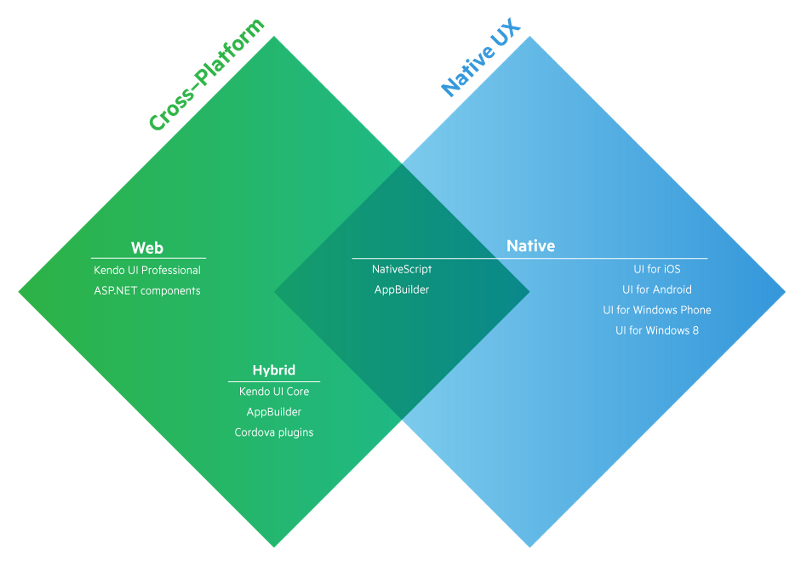 Cross–Platform
Native UX
Web
Kendo UI Professional
ASP.NET components
Hybrid
Kendo UI Core
AppBuilder
Cordova plugins
Native
NativeScript
AppBuilder
UI for iOS
UI for Android
UI for Windows Phone
UI for Windows 8